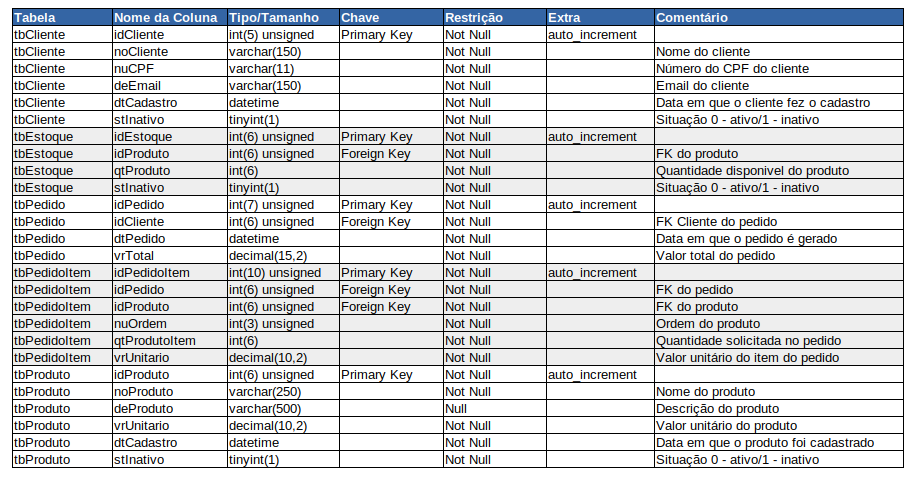 Tabela Nome da Coluna Tipo/Tamanho Chave Restrição Extra Comentário
tbCliente idCliente int(5) unsigned Primary Key Not Null auto_increment
tbCliente noCliente varchar(150) Not Null Nome do cliente
tbCliente nuCPF varchar(11) Not Null Número do CPF do cliente
tbCliente deEmail varchar(150) Not Null Email do cliente
tbCliente dtCadastro datetime Not Null Data em que o cliente fez o cadastro
tbCliente stInativo tinyint(1) Not Null Situação 0 - ativo/1 - inativo
tbEstoque idEstoque int(6) unsigned Primary Key Not Null auto_increment
tbEstoque idProduto int(6) unsigned Foreign Key Not Null FK do produto
tbEstoque qtProduto int(6) Not Null Quantidade disponivel do produto
tbEstoque stInativo tinyint(1) Not Null Situação 0 - ativo/1 - inativo
tbPedido idPedido int(7) unsigned Primary Key Not Null auto_increment
tbPedido idCliente int(6) unsigned Foreign Key Not Null FK Cliente do pedido
tbPedido dtPedido datetime Not Null Data em que o pedido é gerado
tbPedido vrTotal decimal(15,2) Not Null Valor total do pedido
tbPedidoItem idPedidoItem int(10) unsigned Primary Key Not Null auto_increment
tbPedidoItem idPedido int(6) unsigned Foreign Key Not Null FK do pedido
tbPedidoItem idProduto int(6) unsigned Foreign Key Not Null FK do produto
tbPedidoItem nuOrdem int(3) unsigned Not Null Ordem do produto
tbPedidoItem qtProdutoItem int(6) Not Null Quantidade solicitada no pedido
tbPedidoItem vrUnitario decimal(10,2) Not Null Valor unitário do item do pedido
tbProduto idProduto int(6) unsigned Primary Key Not Null auto_increment
tbProduto noProduto varchar(250) Not Null Nome do produto
tbProduto deProduto varchar(500) Null Descrição do produto
tbProduto vrUnitario decimal(10,2) Not Null Valor unitário do produto
tbProduto dtCadastro datetime Not Null Data em que o produto foi cadastrado
tbProduto stInativo tinyint(1) Not Null Situação 0 - ativo/1 - inativo